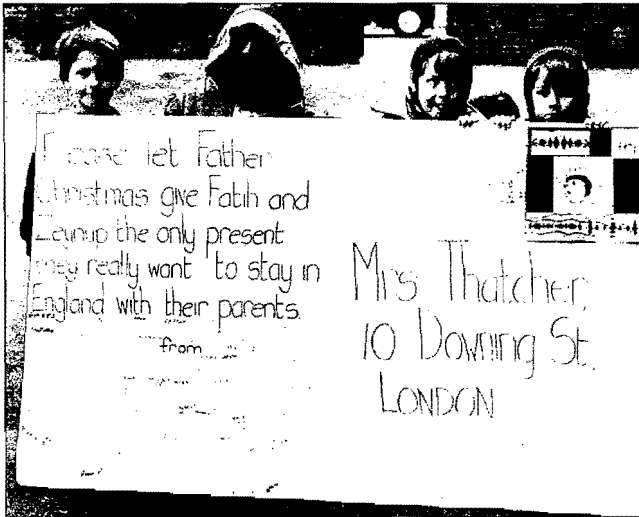 Please let Father
Christmas give Fatih and
Zeynup the only present
they really want to stay in
England with their parents.
from
Mrs Thatcher,
10 Downing St.
LONDON